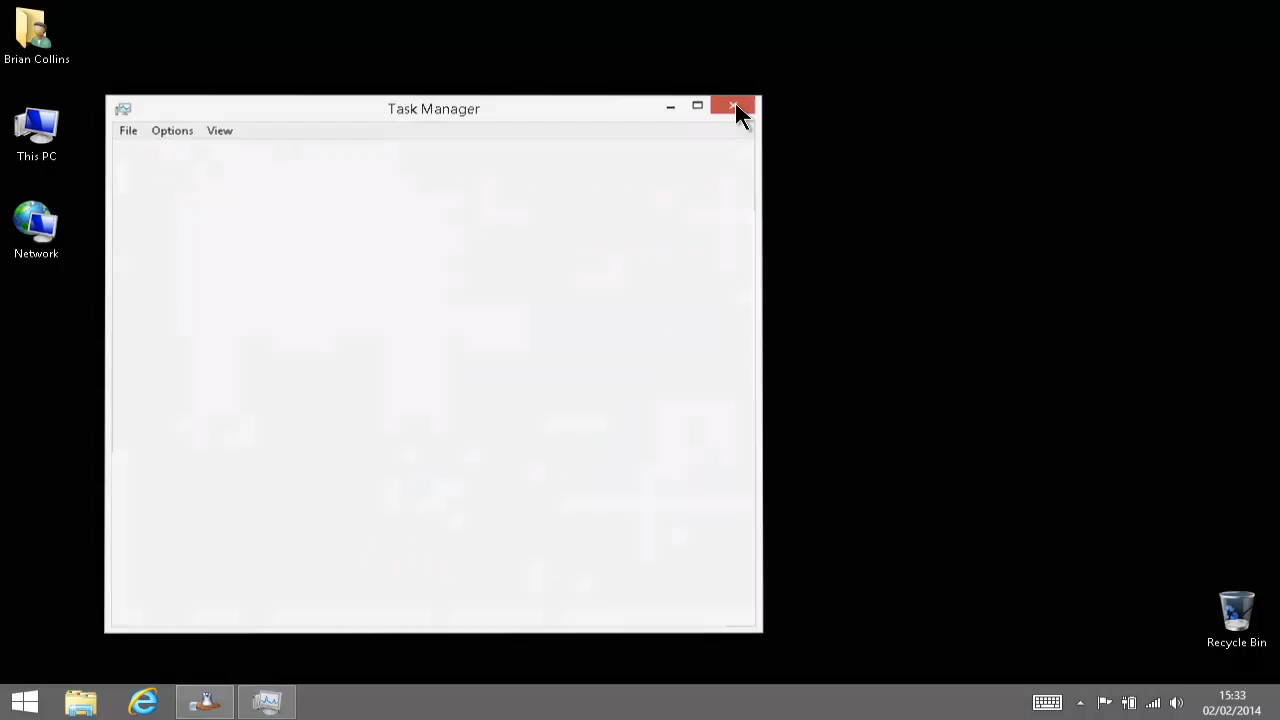 Brian Collins
This PC
Network
Task Manager
File Options View
Recycle Bin
15:33
02/02/2014